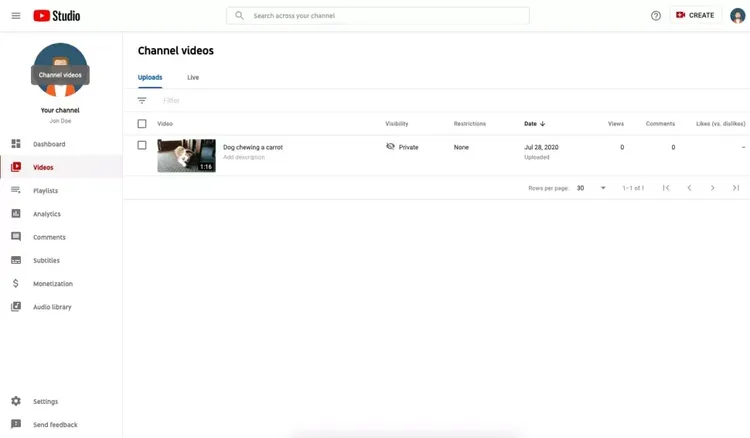 Studio
Search across your channel
CREATE
Channel videos
Your channel
Jon Doe
Dashboard
Videos
Playlists
Analytics
Comments
Subtitles
Monetization
Audio library
Settings
Send feedback
Channel videos
Uploads Live
Filter
Video Visibility Restrictions Date Views Comments Likes (vs. dislikes)
Dog chewing a carrot Private None Jul 28, 2020 0 0 –
Add description Uploaded
1:16
Rows per page: 30 1–1 of 1